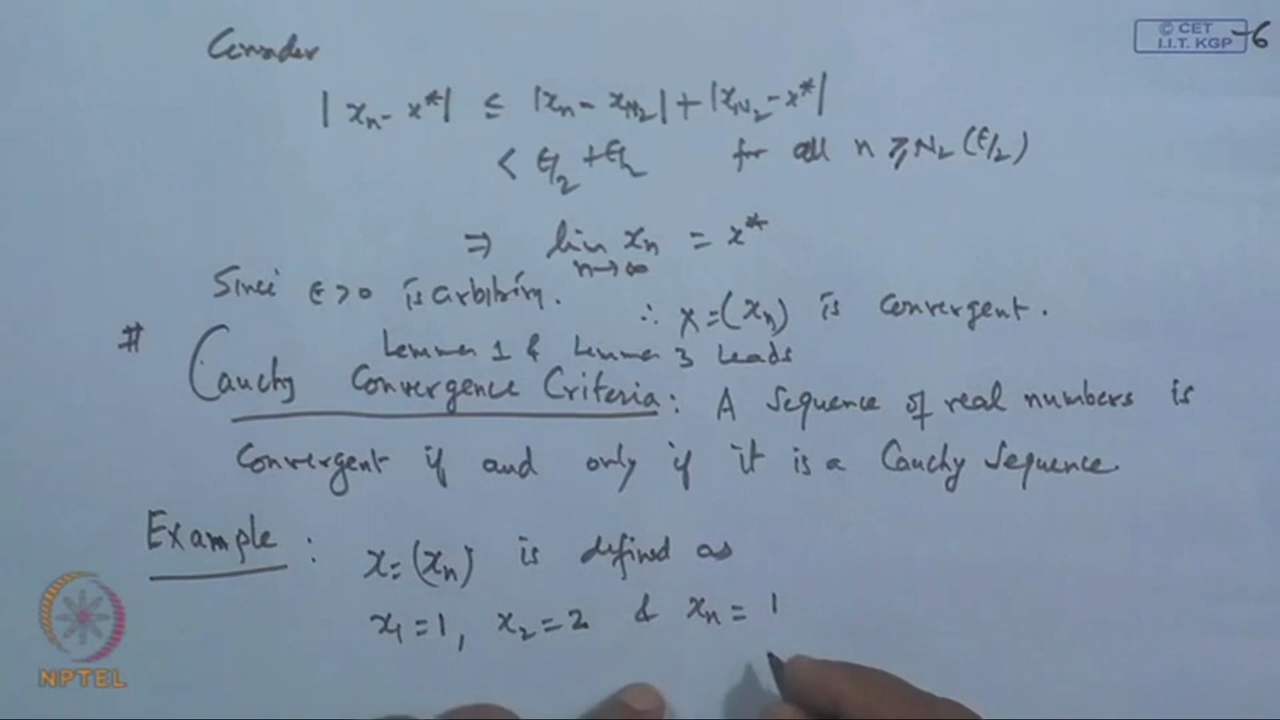 © CET
I.I.T. KGP
-6
Consider
| xn - x* | ≤ |xn - xN2| + |xN2 - x*|
< ε/2 + ε/2 for all n ≥ N2 (ε/2)
⇒ lim n→∞ xn = x*
Since ε > 0 is arbitrary.
∴ X = (xn) is convergent.
# Lemma 1 & Lemma 3 Leads
Cauchy Convergence Criteria : A sequence of real numbers is
Convergent if and only if it is a Cauchy sequence.
Example : x = (xn) is defined as
x1 = 1, x2 = 2 & xn = 1
NPTEL